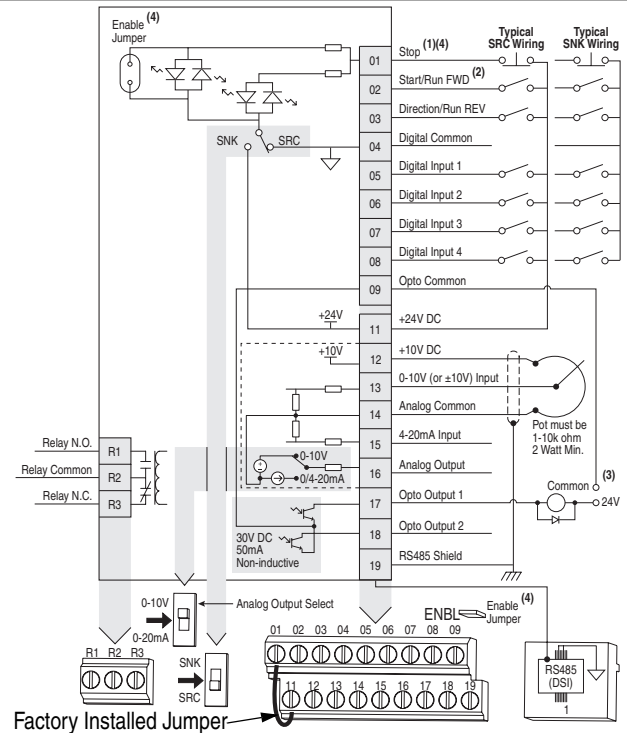 Enable (4)
Jumper
Typical
SRC Wiring
Typical
SNK Wiring
01 Stop (1)(4)
02 Start/Run FWD (2)
03 Direction/Run REV
SNK SRC
04 Digital Common
05 Digital Input 1
06 Digital Input 2
07 Digital Input 3
08 Digital Input 4
09 Opto Common
+24V
11 +24V DC
+10V
12 +10V DC
13 0-10V (or ±10V) Input
14 Analog Common
Pot must be
1-10k ohm
2 Watt Min.
15 4-20mA Input
Relay N.O. R1
Relay Common R2
Relay N.C. R3
0-10V
0/4-20mA
16 Analog Output
Common (3)
24V
17 Opto Output 1
18 Opto Output 2
30V DC
50mA
Non-inductive
19 RS485 Shield
0-10V
0-20mA
Analog Output Select
ENBL
Enable (4)
Jumper
R1 R2 R3
SNK
SRC
01 02 03 04 05 06 07 08 09
11 12 13 14 15 16 17 18 19
RS485
(DSI)
1
Factory Installed Jumper